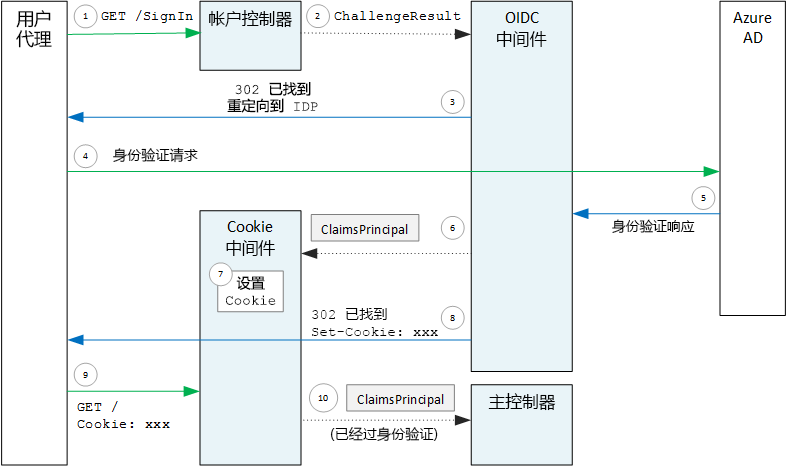 用户
代理
1
GET /SignIn
帐户控制器
2
ChallengeResult
OIDC
中间件
Azure
AD
302 已找到
重定向到 IDP
3
4
身份验证请求
5
身份验证响应
Cookie
中间件
ClaimsPrincipal
6
7
设置
Cookie
302 已找到
Set-Cookie: xxx
8
9
GET /
Cookie: xxx
10
ClaimsPrincipal
(已经过身份验证)
主控制器